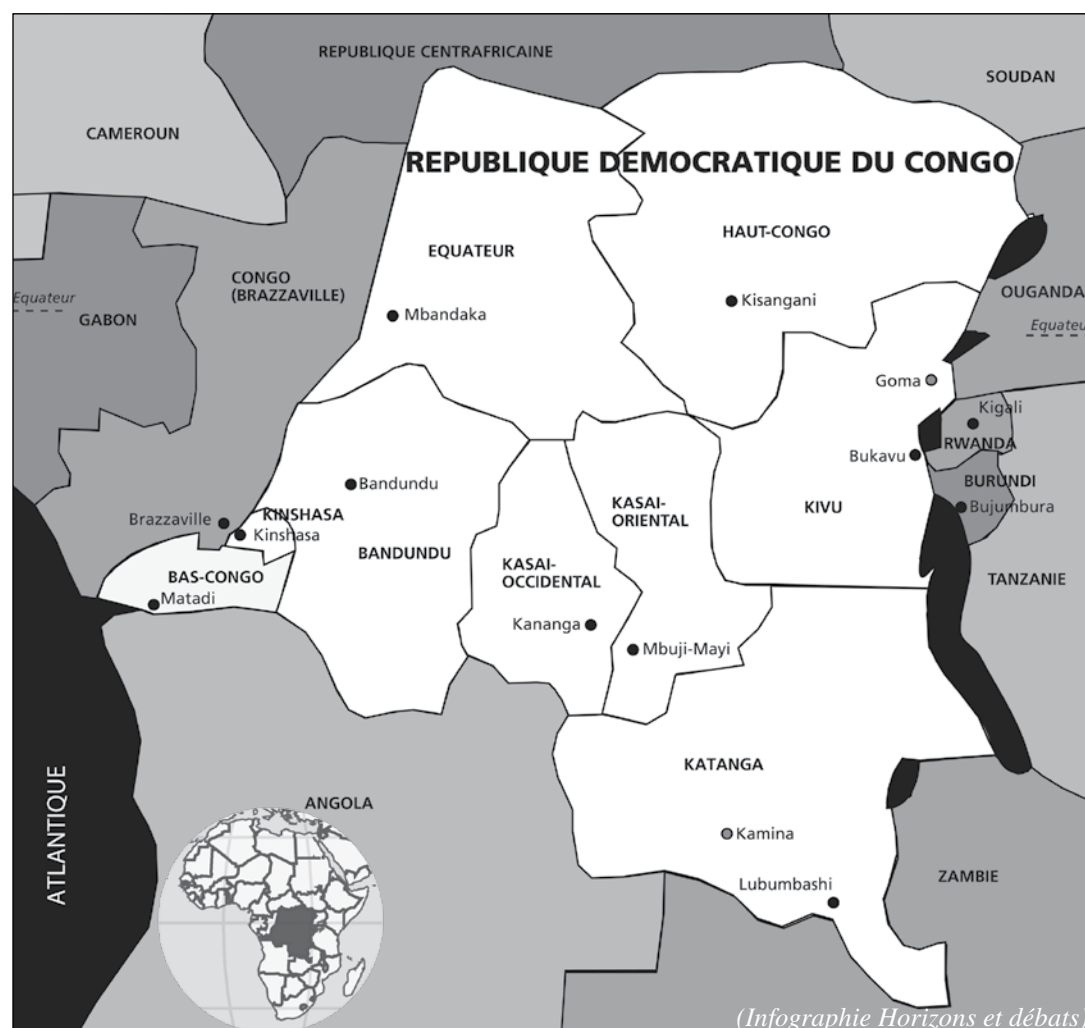 REPUBLIQUE CENTRAFRICAINE
SOUDAN
CAMEROUN
REPUBLIQUE DEMOCRATIQUE DU CONGO
HAUT-CONGO
EQUATEUR
CONGO
(BRAZZAVILLE)
OUGANDA
Equateur
GABON
Mbandaka
Kisangani
Equateur
Goma
Kigali
RWANDA
Bukavu
BURUNDI
Bandundu
KASAI-
ORIENTAL
KIVU
Bujumbura
Brazzaville
KINSHASA
Kinshasa
BANDUNDU
KASAI-
OCCIDENTAL
BAS-CONGO
TANZANIE
Matadi
Kananga
Mbuji-Mayi
KATANGA
ATLANTIQUE
ANGOLA
Kamina
Lubumbashi
ZAMBIE
(Infographie Horizons et débats)